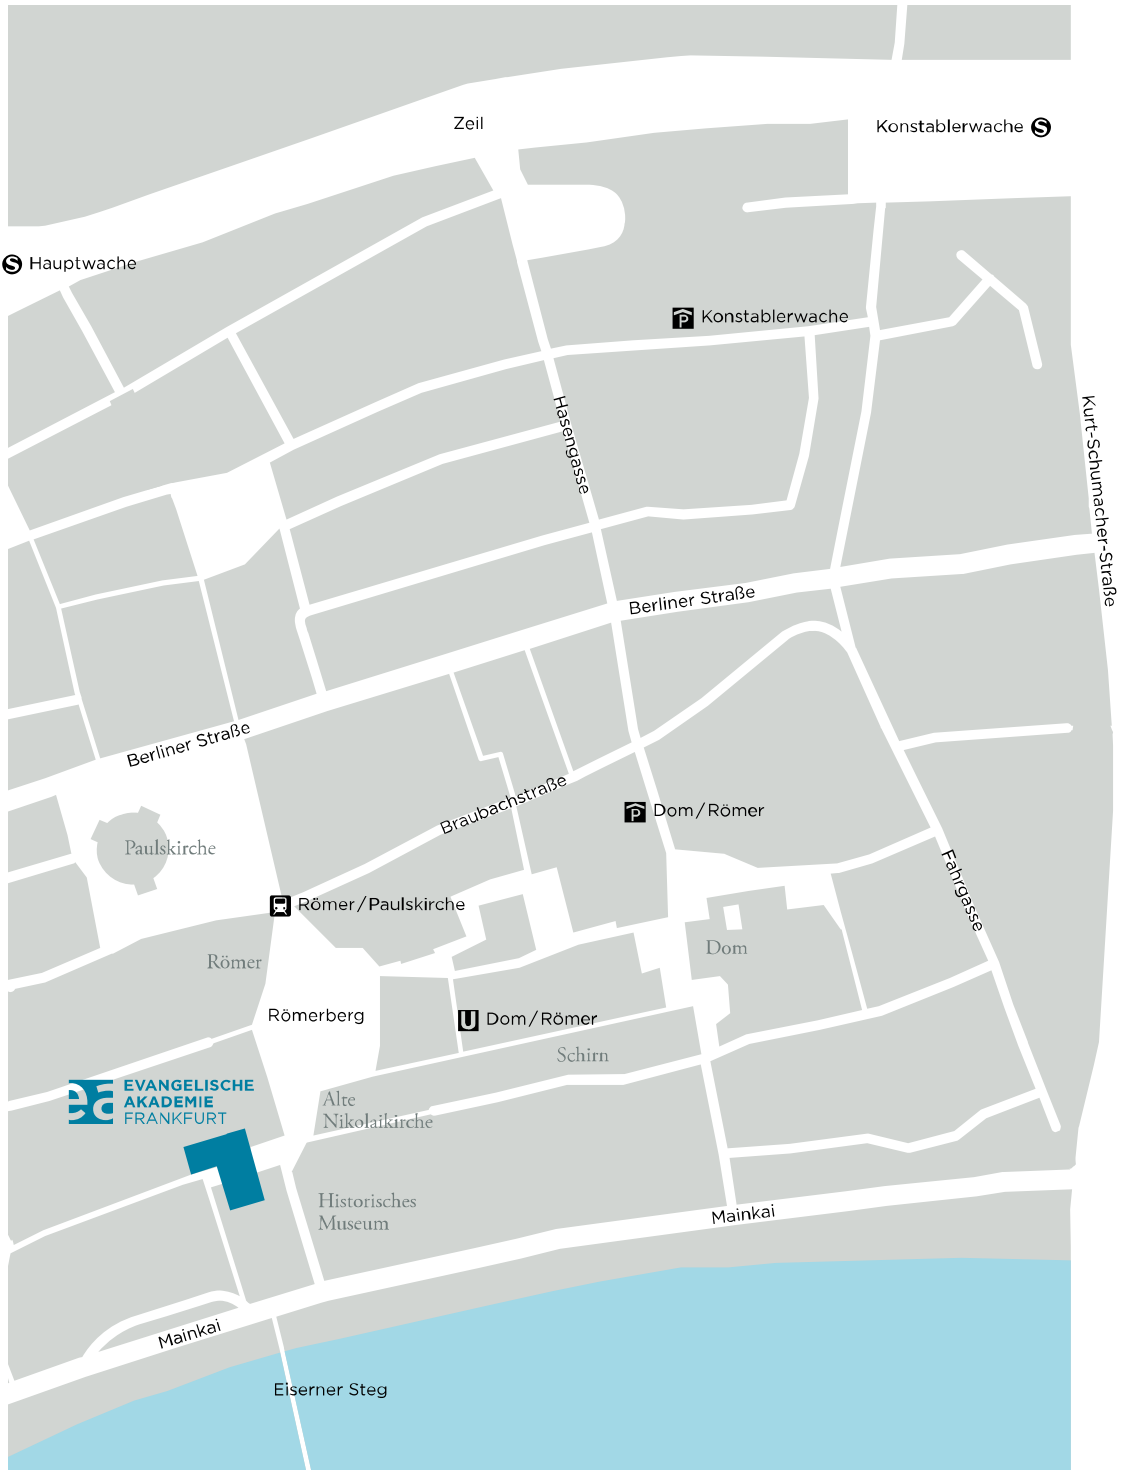 Zeil
Konstablerwache S
S Hauptwache
P Konstablerwache
Hasengasse
Kurt-Schumacher-Straße
Berliner Straße
Berliner Straße
Braubachstraße
P Dom/Römer
Paulskirche
Fahrgasse
Römer/Paulskirche
Römer
Dom
Römerberg
U Dom/Römer
Schirn
ea EVANGELISCHE
AKADEMIE
FRANKFURT
Alte
Nikolaikirche
Historisches
Museum
Mainkai
Mainkai
Eiserner Steg